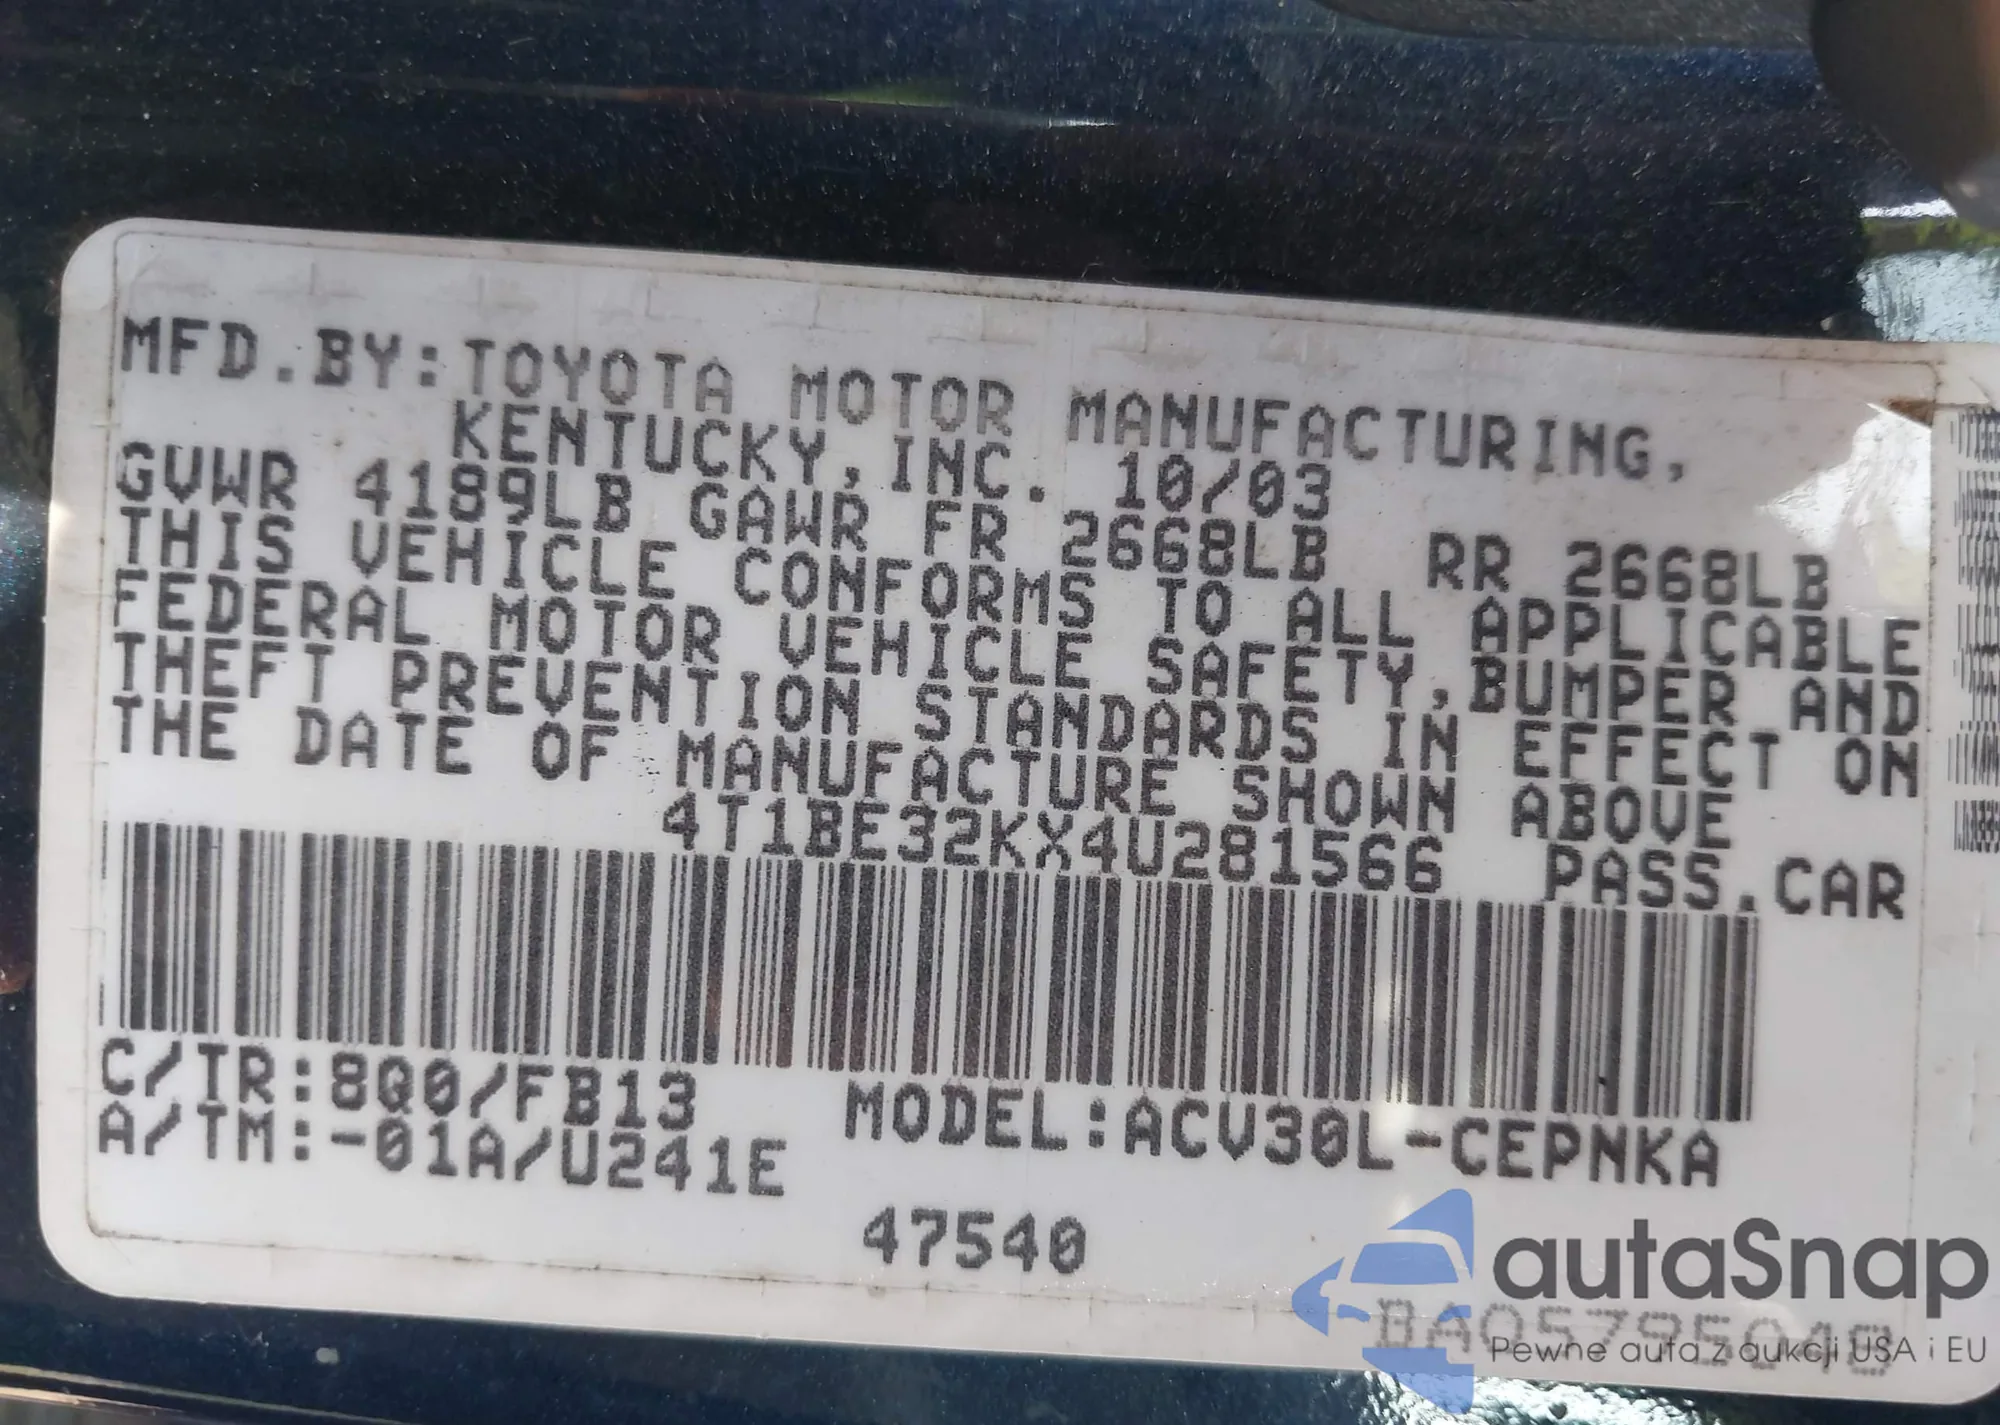 MFD.BY:TOYOTA MOTOR MANUFACTURING,
KENTUCKY,INC. 10/03
GVWR 4189LB GAWR FR 2668LB RR 2668LB
THIS VEHICLE CONFORMS TO ALL APPLICABLE
FEDERAL MOTOR VEHICLE SAFETY,BUMPER AND
THEFT PREVENTION STANDARDS IN EFFECT ON
THE DATE OF MANUFACTURE SHOWN ABOVE
4T1BE32KX4U281566 PASS.CAR
C/TR:8Q0/FB13 MODEL:ACV30L-CEPNKA
A/TM:-01A/U241E
47540
autaSnap
Pewne auta z aukcji USA i EU